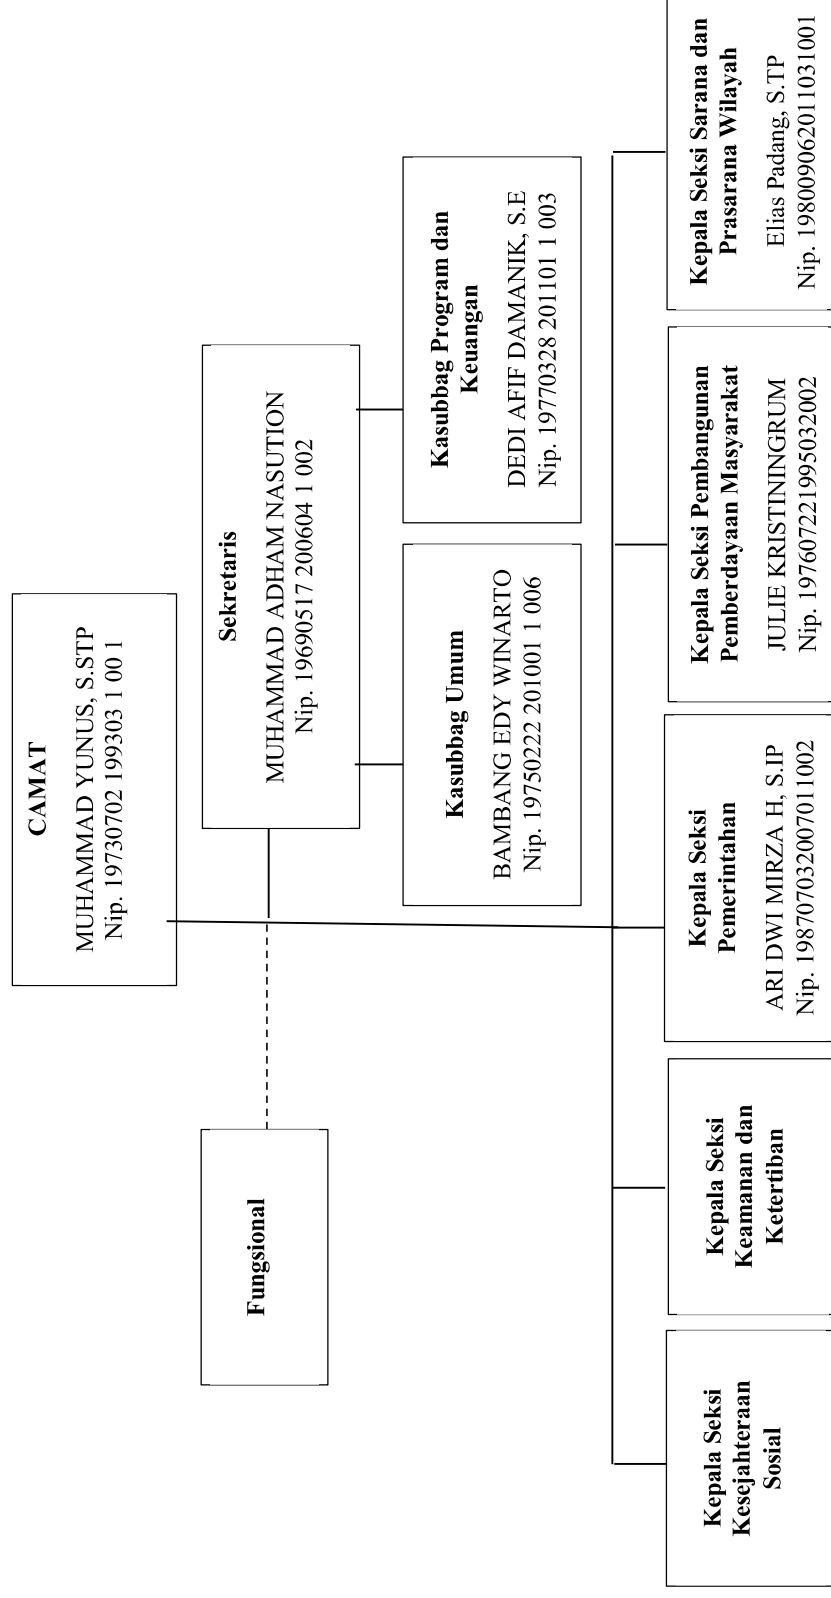 CAMAT
MUHAMMAD YUNUS, S.STP
Nip. 19730702 199303 1 00 1
Fungsional
Sekretaris
MUHAMMAD ADHAM NASUTION
Nip. 19690517 200604 1 002
Kasubbag Umum
BAMBANG EDY WINARTO
Nip. 19750222 201001 1 006
Kasubbag Program dan
Keuangan
DEDI AFIF DAMANIK, S.E
Nip. 19770328 201101 1 003
Kepala Seksi
Kesejahteraan
Sosial
Kepala Seksi
Keamanan dan
Ketertiban
Kepala Seksi
Pemerintahan
ARI DWI MIRZA H, S.IP
Nip. 198707032007011002
Kepala Seksi Pembangunan
Pemberdayaan Masyarakat
JULIE KRISTININGRUM
Nip. 197607221995032002
Kepala Seksi Sarana dan
Prasarana Wilayah
Elias Padang, S.TP
Nip. 198009062011031001